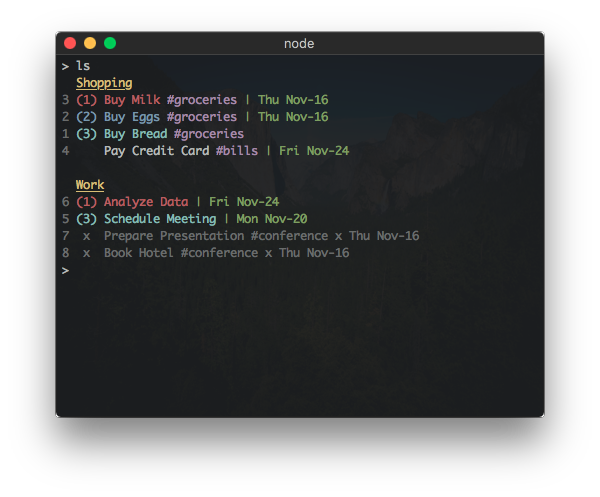 node
> ls
Shopping
3 (1) Buy Milk #groceries | Thu Nov-16
2 (2) Buy Eggs #groceries | Thu Nov-16
1 (3) Buy Bread #groceries
4 Pay Credit Card #bills | Fri Nov-24
Work
6 (1) Analyze Data | Fri Nov-24
5 (3) Schedule Meeting | Mon Nov-20
7 x Prepare Presentation #conference x Thu Nov-16
8 x Book Hotel #conference x Thu Nov-16
>